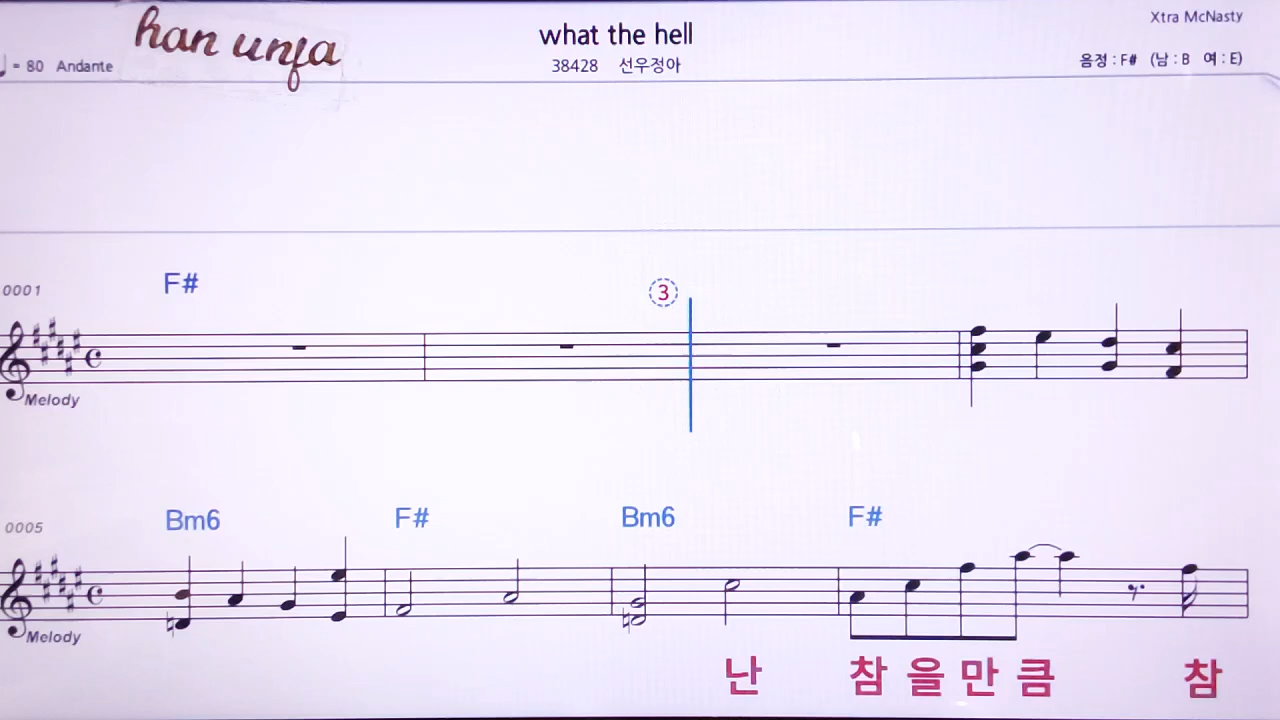 han unfa
what the hell
Xtra McNasty
= 80 Andante
38428 선우정아
음정 : F# (남 : B 여 : E)
F#
0001
3
Melody
Bm6 F# Bm6 F#
0005
Melody
난 참 을 만 큼 참